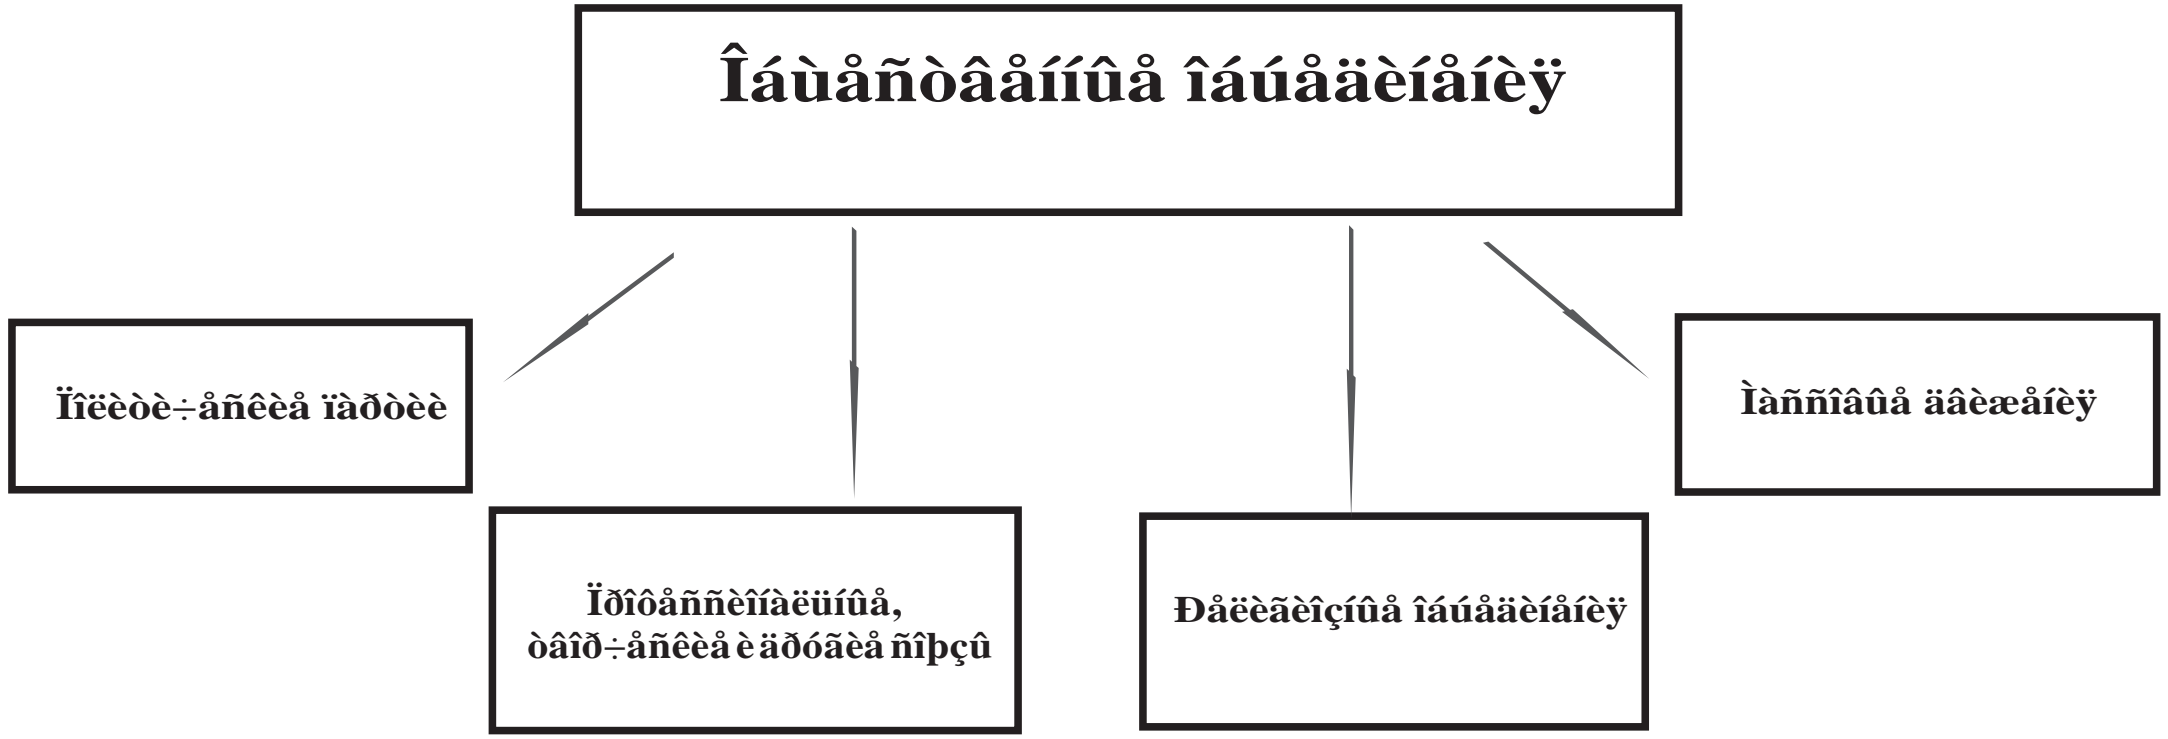 Îáùåñòâåííûå îáúåäèíåíèÿ
Ïîëèòè÷åñêèå ïàðòèè
Ìàññîâûå äâèæåíèÿ
Ïðîôåññèîíàëüíûå,
òâîð÷åñêèå è äðóãèå ñîþçû
Ðåëèãèîçíûå îáúåäèíåíèÿ